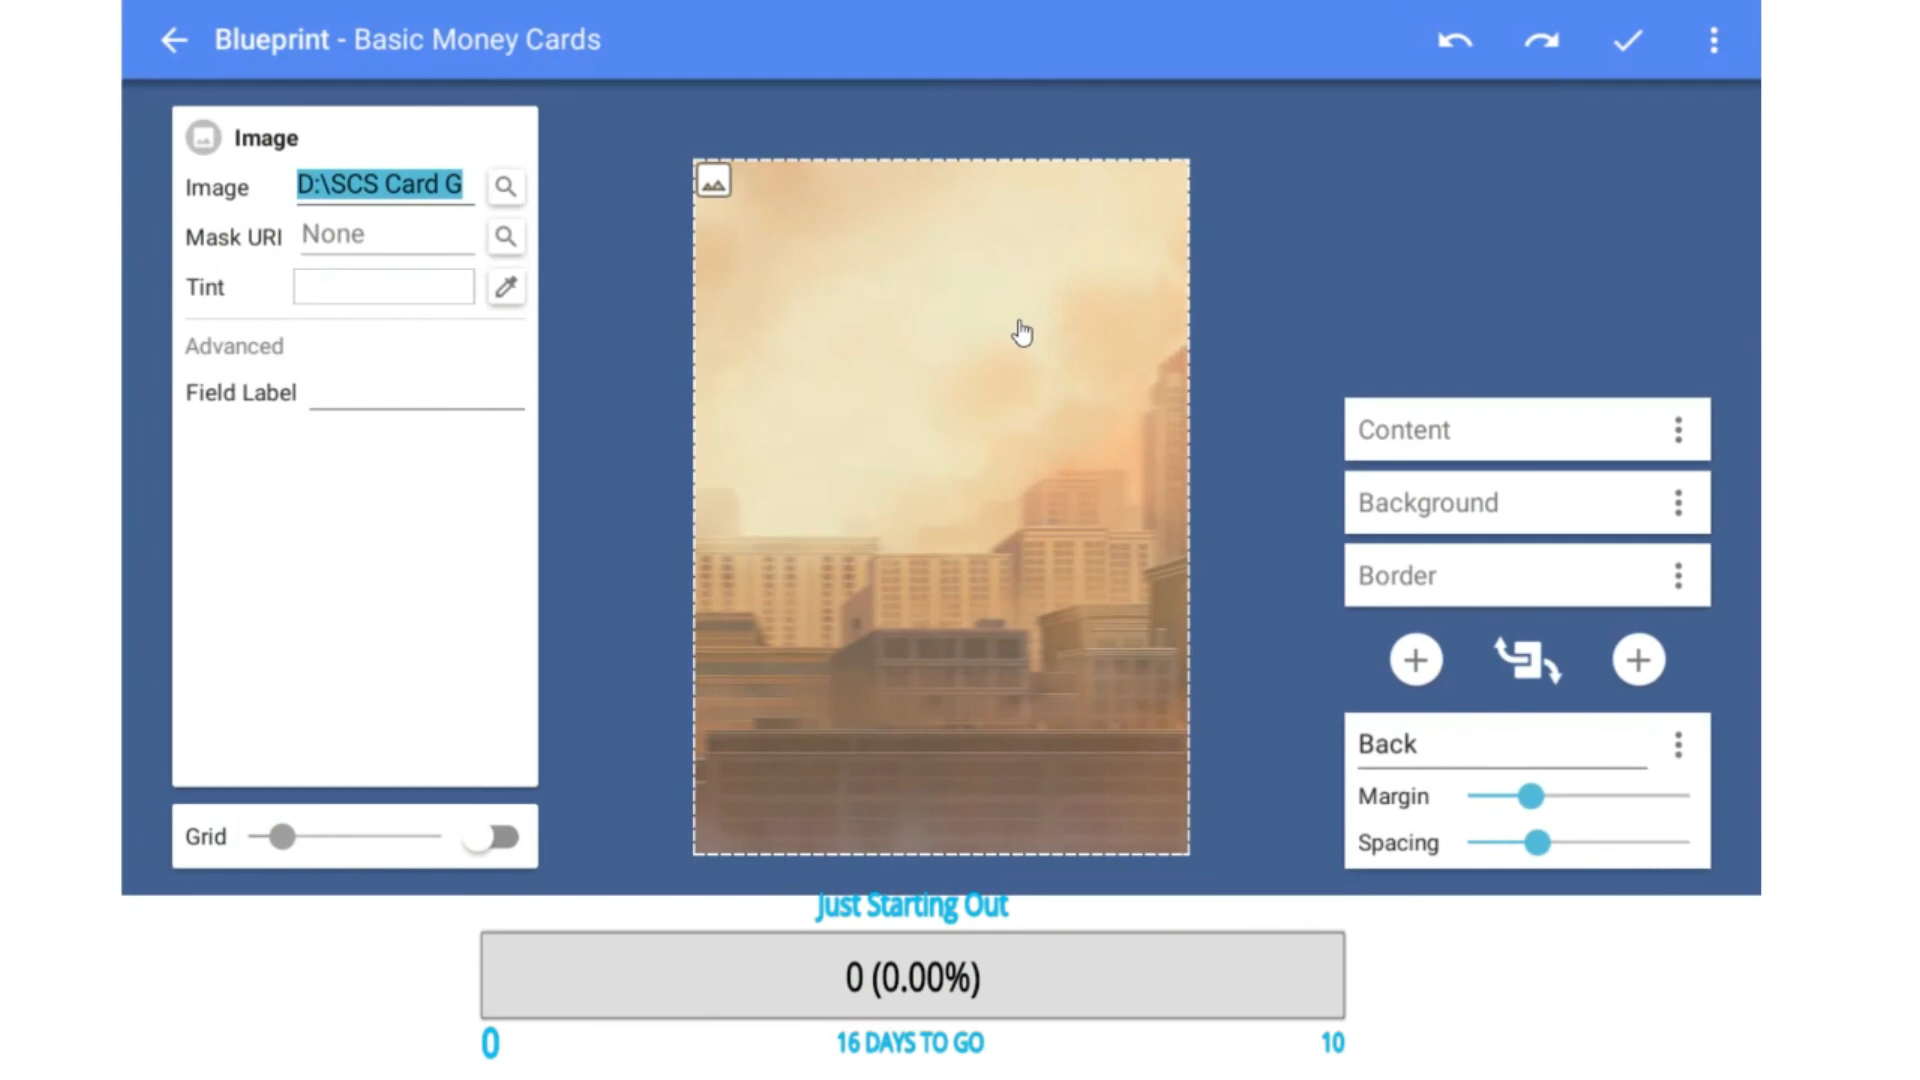 Blueprint - Basic Money Cards
Image
Image D:\SCS Card G
Mask URI None
Tint
Advanced
Field Label
Grid
Content
Background
Border
Back
Margin
Spacing
Just Starting Out
0 (0.00%)
0 16 DAYS TO GO 10